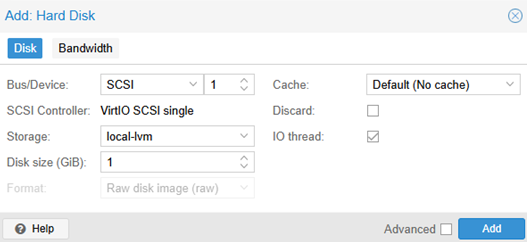 Add: Hard Disk
Disk Bandwidth
Bus/Device: SCSI 1 Cache: Default (No cache)
SCSI Controller: VirtIO SCSI single Discard:
Storage: local-lvm IO thread:
Disk size (GiB): 1
Format: Raw disk image (raw)
Help Advanced Add